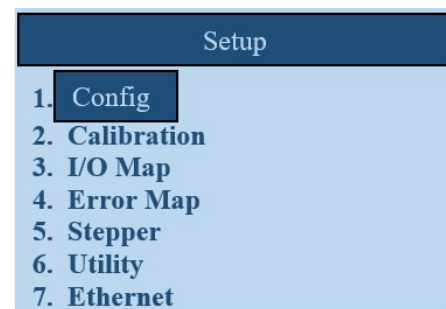 Setup
1. Config
2. Calibration
3. I/O Map
4. Error Map
5. Stepper
6. Utility
7. Ethernet